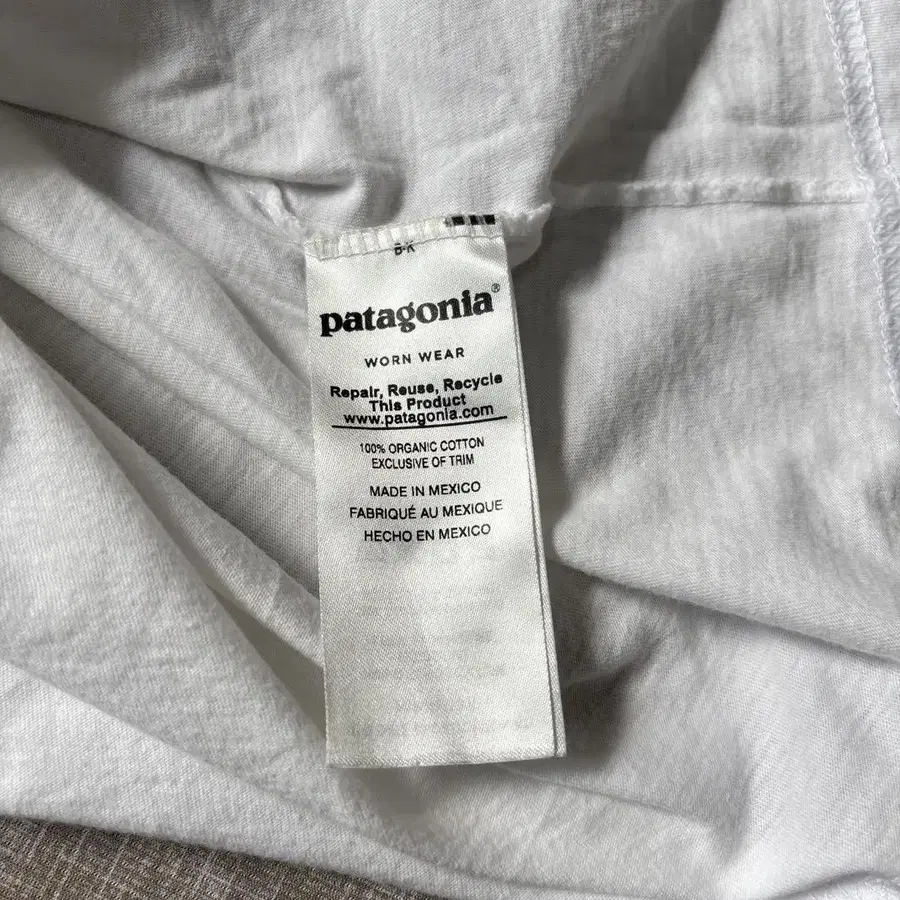 B-K
patagonia®
WORN WEAR
Repair, Reuse, Recycle
This Product
www.patagonia.com
100% ORGANIC COTTON
EXCLUSIVE OF TRIM
MADE IN MEXICO
FABRIQUÉ AU MEXIQUE
HECHO EN MEXICO